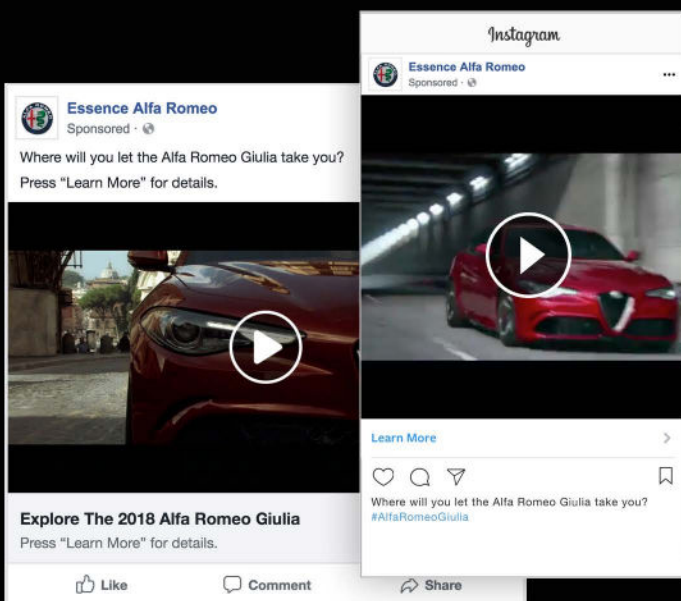 Essence Alfa Romeo
Sponsored ·
Where will you let the Alfa Romeo Giulia take you?
Press “Learn More” for details.
Explore The 2018 Alfa Romeo Giulia
Press “Learn More” for details.
Like
Comment
Share
Instagram
Essence Alfa Romeo
Sponsored ·
Learn More
Where will you let the Alfa Romeo Giulia take you?
#AlfaRomeoGiulia